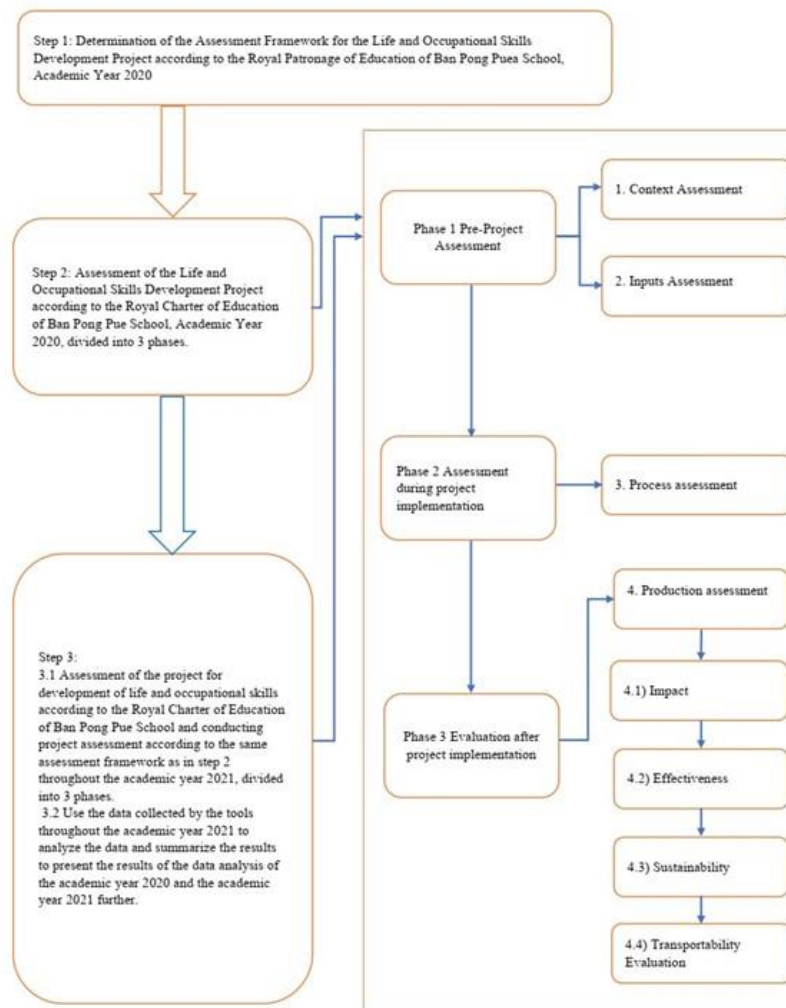 Step 1: Determination of the Assessment Framework for the Life and Occupational Skills
Development Project according to the Royal Patronage of Education of Ban Pong Puea School,
Academic Year 2020
Step 2: Assessment of the Life and
Occupational Skills Development Project
according to the Royal Charter of Education
of Ban Pong Pue School, Academic Year
2020, divided into 3 phases.
Step 3:
3.1 Assessment of the project for
development of life and occupational skills
according to the Royal Charter of Education
of Ban Pong Pue School and conducting
project assessment according to the same
assessment framework as in step 2
throughout the academic year 2021, divided
into 3 phases.
3.2 Use the data collected by the tools
throughout the academic year 2021 to
analyze the data and summarize the results
to present the results of the data analysis of
the academic year 2020 and the academic
year 2021 further.
Phase 1 Pre-Project
Assessment
1. Context Assessment
2. Inputs Assessment
Phase 2 Assessment
during project
implementation
3. Process assessment
Phase 3 Evaluation after
project implementation
4. Production assessment
4.1) Impact
4.2) Effectiveness
4.3) Sustainability
4.4) Transportability
Evaluation